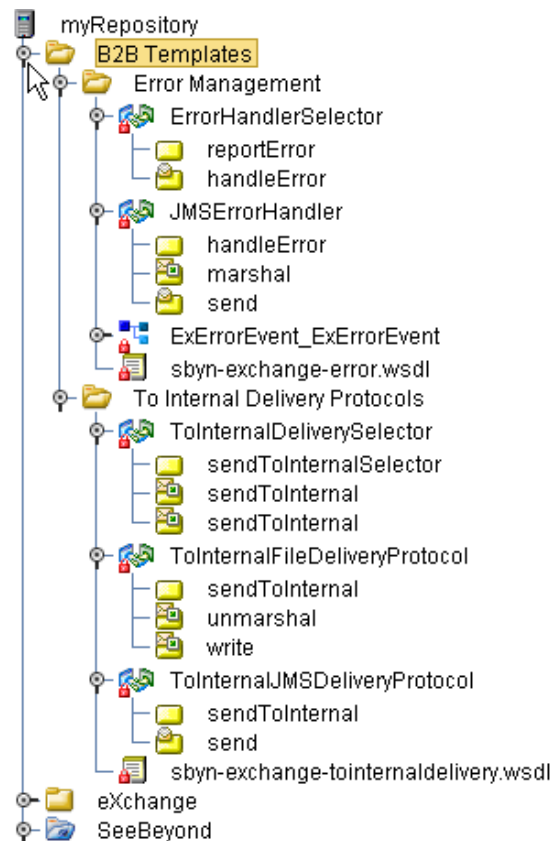 myRepository
B2B Templates
Error Management
ErrorHandlerSelector
reportError
handleError
JMSErrorHandler
handleError
marshal
send
ExErrorEvent_ExErrorEvent
sbyn-exchange-error.wsdl
To Internal Delivery Protocols
ToInternalDeliverySelector
sendToInternalSelector
sendToInternal
sendToInternal
ToInternalFileDeliveryProtocol
sendToInternal
unmarshal
write
ToInternalJMSDeliveryProtocol
sendToInternal
send
sbyn-exchange-tointernaldelivery.wsdl
eXchange
SeeBeyond